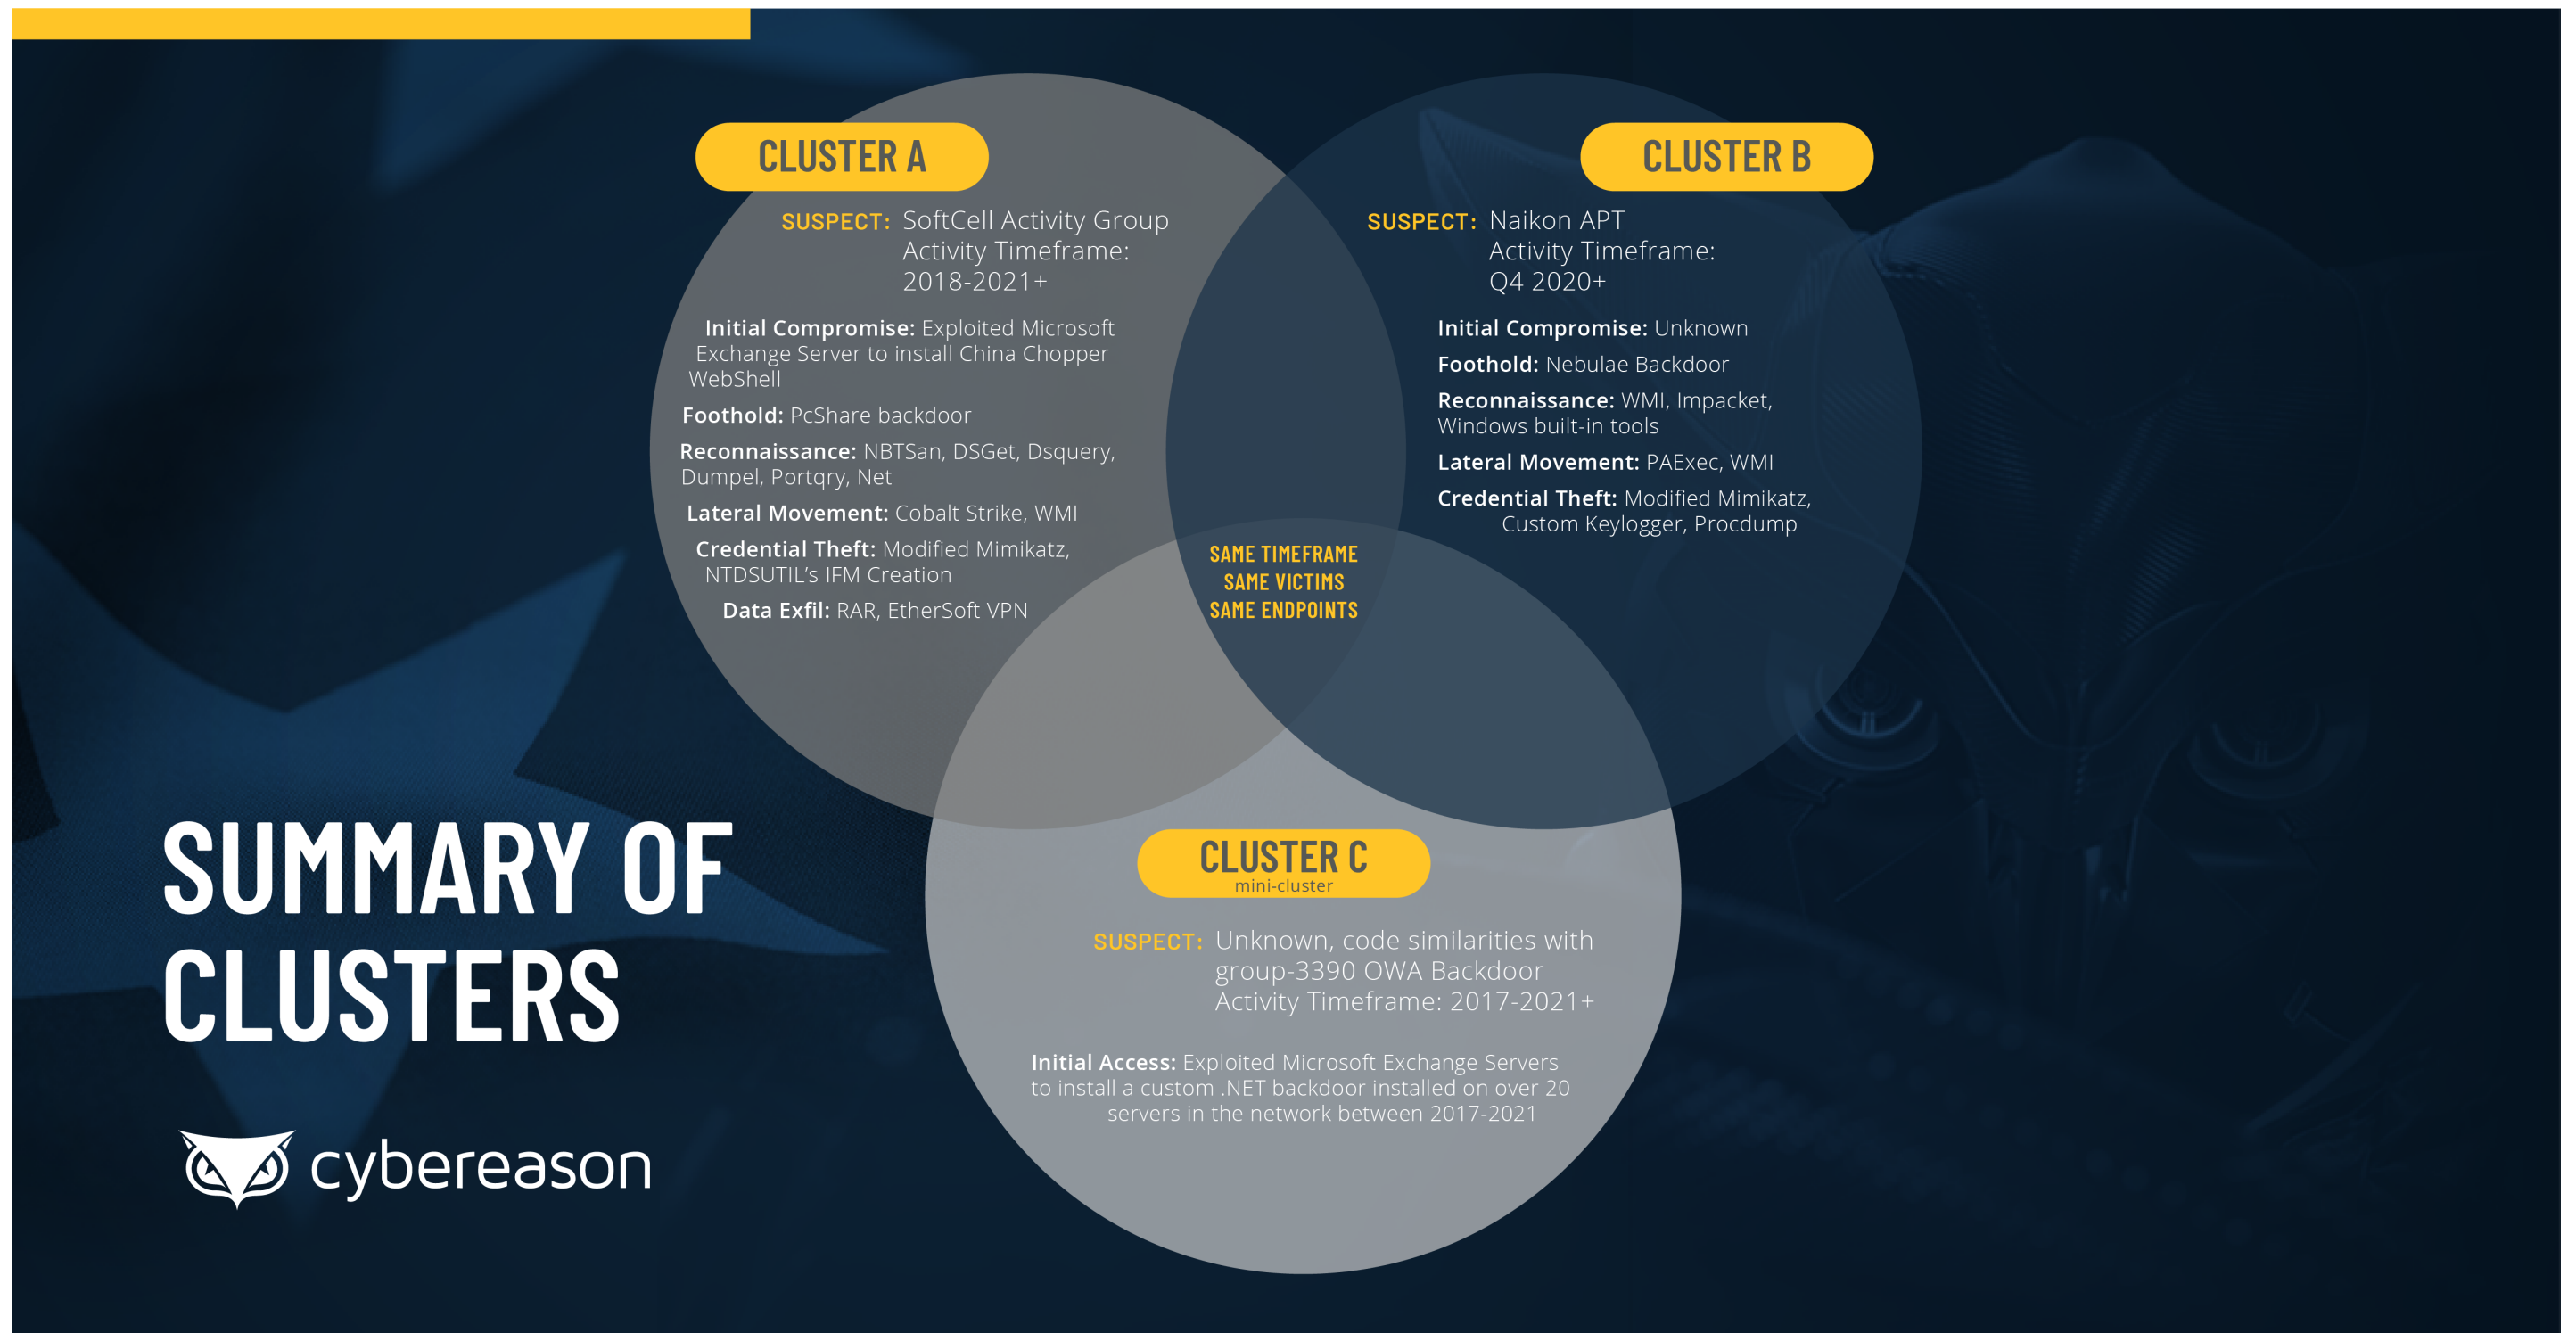 CLUSTER A
SUSPECT: SoftCell Activity Group
Activity Timeframe:
2018-2021+
Initial Compromise: Exploited Microsoft
Exchange Server to install China Chopper
WebShell
Foothold: PcShare backdoor
Reconnaissance: NBTSan, DSGet, Dsquery,
Dumpel, Portqry, Net
Lateral Movement: Cobalt Strike, WMI
Credential Theft: Modified Mimikatz,
NTDSUTIL’s IFM Creation
Data Exfil: RAR, EtherSoft VPN
CLUSTER B
SUSPECT: Naikon APT
Activity Timeframe:
Q4 2020+
Initial Compromise: Unknown
Foothold: Nebulae Backdoor
Reconnaissance: WMI, Impacket,
Windows built-in tools
Lateral Movement: PAExec, WMI
Credential Theft: Modified Mimikatz,
Custom Keylogger, Procdump
SAME TIMEFRAME
SAME VICTIMS
SAME ENDPOINTS
CLUSTER C
mini-cluster
SUSPECT: Unknown, code similarities with
group-3390 OWA Backdoor
Activity Timeframe: 2017-2021+
Initial Access: Exploited Microsoft Exchange Servers
to install a custom .NET backdoor installed on over 20
servers in the network between 2017-2021
SUMMARY OF
CLUSTERS
cybereason